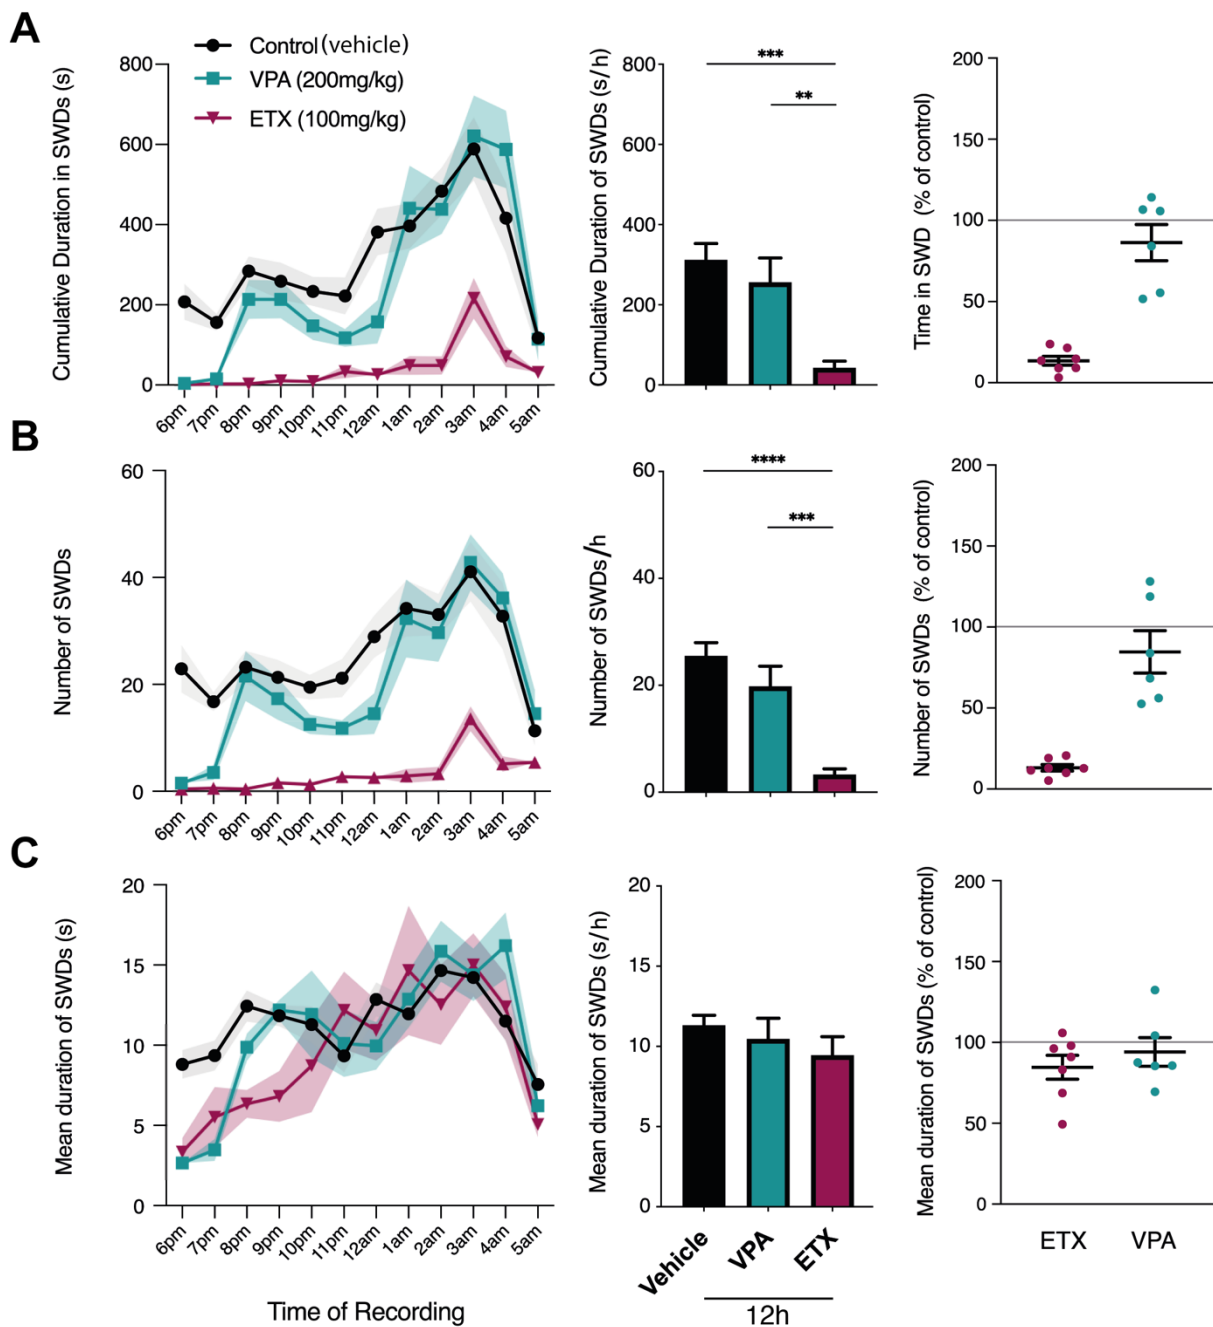 A
Control (vehicle)
VPA (200mg/kg)
ETX (100mg/kg)
Cumulative Duration in SWDs (s)
800
600
400
200
0
6pm
7pm
8pm
9pm
10pm
11pm
12am
1am
2am
3am
4am
5am
Cumulative Duration of SWDs (s/h)
800
600
400
200
0
***
**
Time in SWD (% of control)
200
150
100
50
0
B
Number of SWDs
60
40
20
0
6pm
7pm
8pm
9pm
10pm
11pm
12am
1am
2am
3am
4am
5am
Number of SWDs/h
60
40
20
0
****
***
Number of SWDs (% of control)
200
150
100
50
0
C
Mean duration of SWDs (s)
20
15
10
5
0
6pm
7pm
8pm
9pm
10pm
11pm
12am
1am
2am
3am
4am
5am
Time of Recording
Mean duration of SWDs (s/h)
20
15
10
5
0
Vehicle
VPA
ETX
12h
Mean duration of SWDs (% of control)
200
150
100
50
0
ETX
VPA